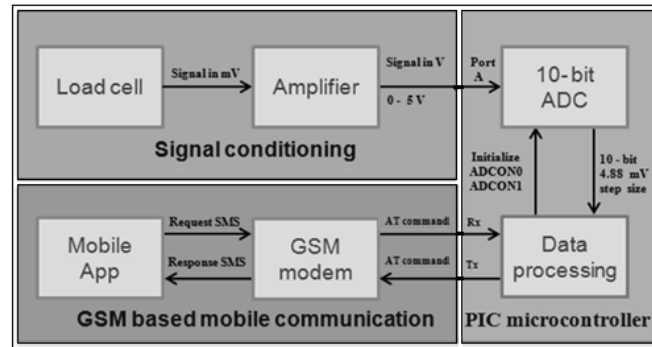 Load cell
Signal in mV
Amplifier
Signal in V
0 - 5 V
Port
A
10-bit
ADC
Signal conditioning
Initialize
ADCON0
ADCON1
10 - bit
4.88 mV
step size
Mobile
App
Request SMS
Response SMS
GSM
modem
AT command
AT command
Rx
Tx
Data
processing
GSM based mobile communication
PIC microcontroller